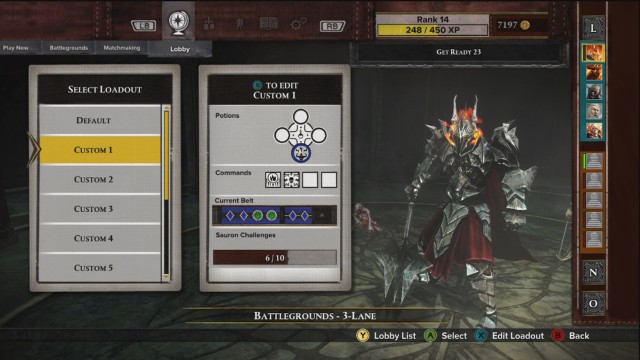 LB
RB
Rank 14
248 / 450 XP
7197
Play Now
Battlegrounds
Matchmaking
Lobby
Get Ready 23
L
Select Loadout
Default
Custom 1
Custom 2
Custom 3
Custom 4
Custom 5
X to Edit
Custom 1
Potions
Commands
Current Belt
Sauron Challenges
6 / 10
N
O
Battlegrounds - 3-Lane
Y Lobby List
A Select
X Edit Loadout
B Back